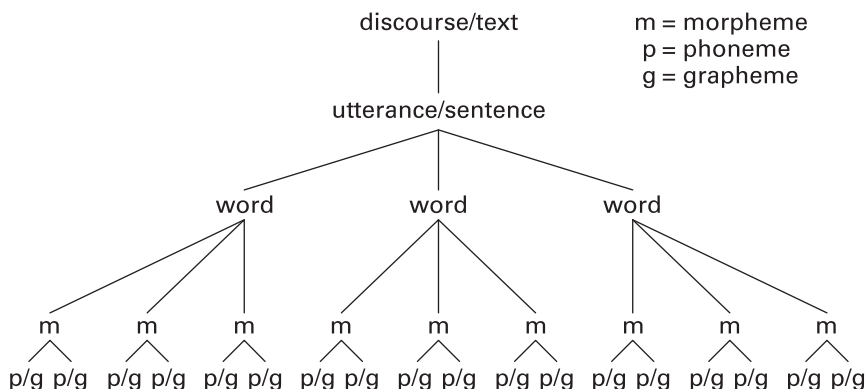 discourse/text
m = morpheme
p = phoneme
g = grapheme
utterance/sentence
word word word
m m m m m m m m m
p/g p/g p/g p/g p/g p/g p/g p/g p/g p/g p/g p/g p/g p/g p/g p/g p/g p/g